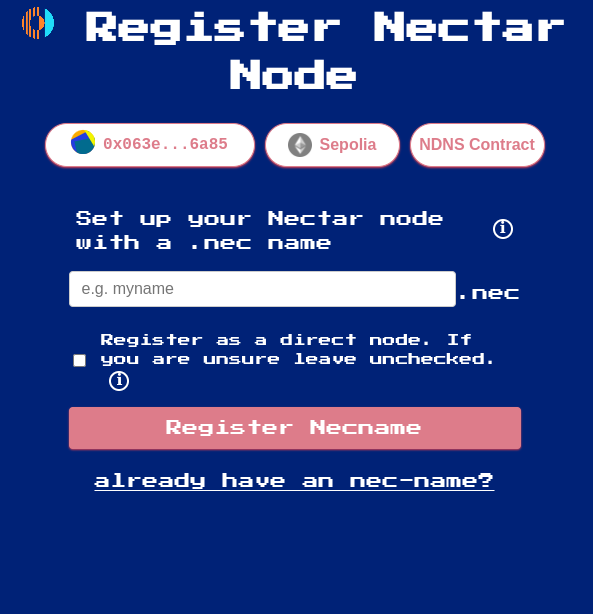 Register Nectar
Node
0x063e...6a85
Sepolia
NDNS Contract
Set up your Nectar node
with a .nec name
e.g. myname
.nec
Register as a direct node. If
you are unsure leave unchecked.
Register Necname
already have an nec-name?